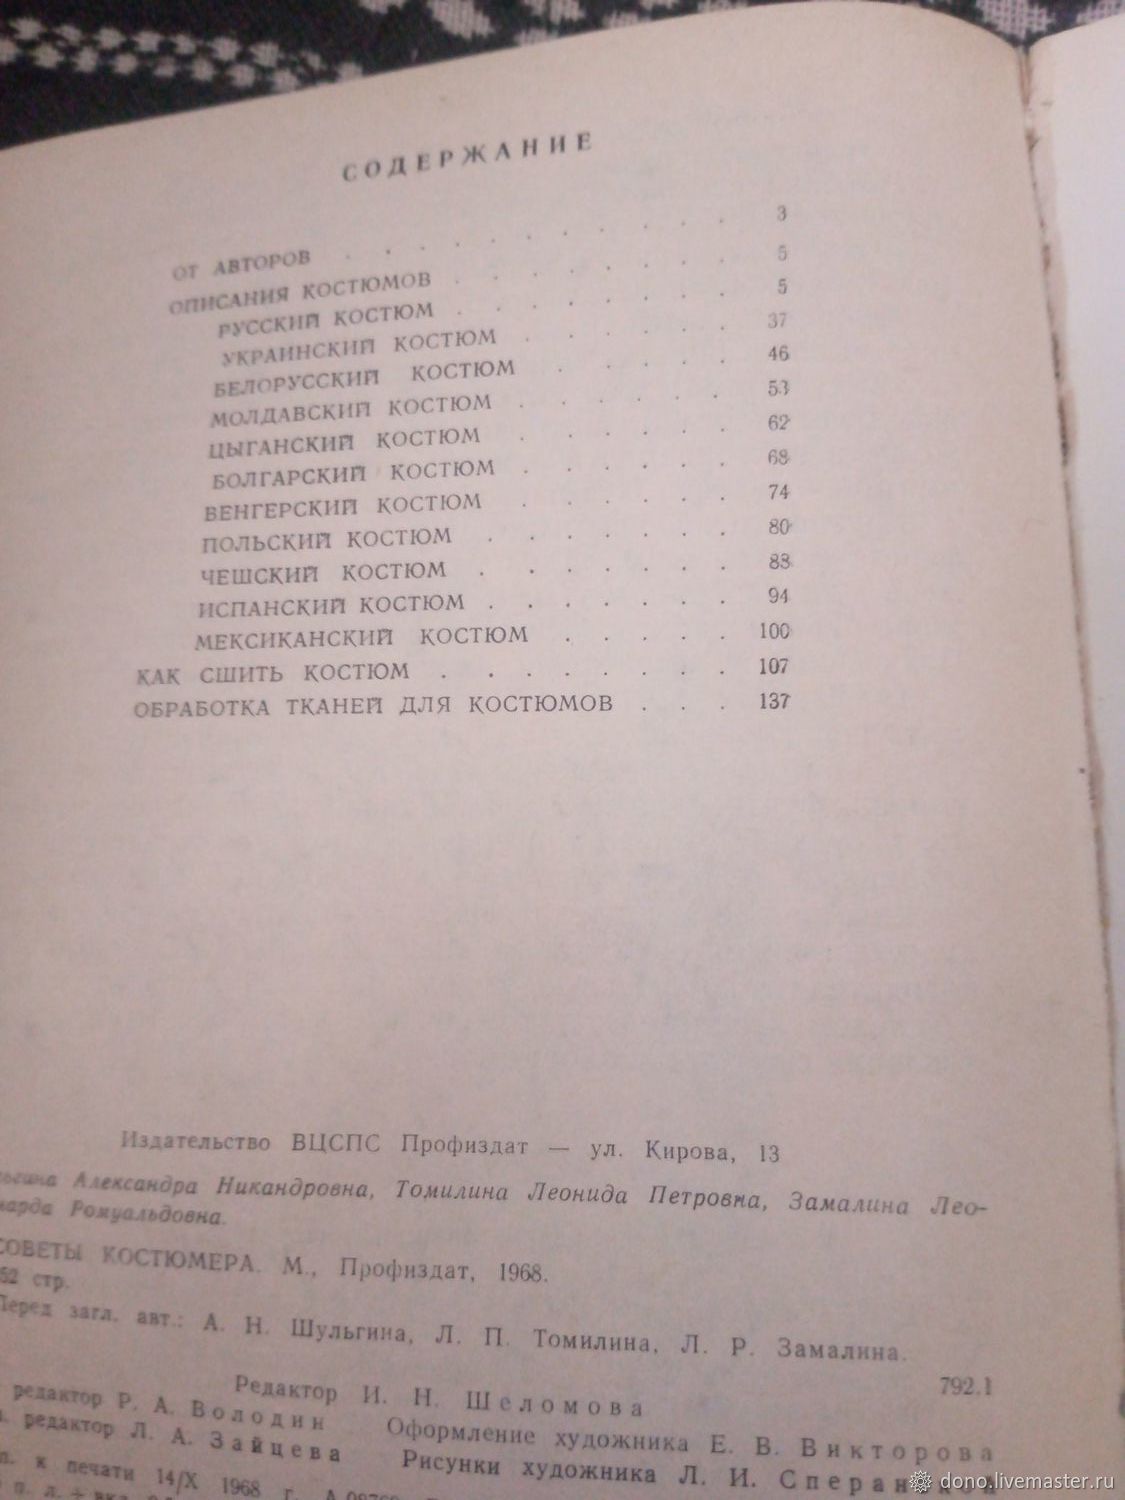 СОДЕРЖАНИЕ
ОТ АВТОРОВ . . . . . . . . . . 3
ОПИСАНИЯ КОСТЮМОВ . . . . . . . 5
РУССКИЙ КОСТЮМ . . . . . . . 5
УКРАИНСКИЙ КОСТЮМ . . . . . . 37
БЕЛОРУССКИЙ КОСТЮМ . . . . . 46
МОЛДАВСКИЙ КОСТЮМ . . . . . . 53
ЦЫГАНСКИЙ КОСТЮМ . . . . . . 62
БОЛГАРСКИЙ КОСТЮМ . . . . . . 68
ВЕНГЕРСКИЙ КОСТЮМ . . . . . . 74
ПОЛЬСКИЙ КОСТЮМ . . . . . . . 80
ЧЕШСКИЙ КОСТЮМ . . . . . . . 88
ИСПАНСКИЙ КОСТЮМ . . . . . . . 94
МЕКСИКАНСКИЙ КОСТЮМ . . . . . 100
КАК СШИТЬ КОСТЮМ . . . . . . . 107
ОБРАБОТКА ТКАНЕЙ ДЛЯ КОСТЮМОВ . . . 137
Издательство ВЦСПС Профиздат — ул. Кирова, 13
Александра Никандровна, Томилина Леонида Петровна, Замалина Лео-
Ромуальдовна.
СОВЕТЫ КОСТЮМЕРА. М., Профиздат, 1968.
52 стр.
Перед загл. авт.: А. Н. Шульгина, Л. П. Томилина, Л. Р. Замалина.
792.1
Редактор И. Н. Шеломова
редактор Р. А. Володин Оформление художника Е. В. Викторова
редактор Л. А. Зайцева Рисунки художника Л. И.
к печати 14/X 1968 г.
п. л. +
dono.livemaster.ru